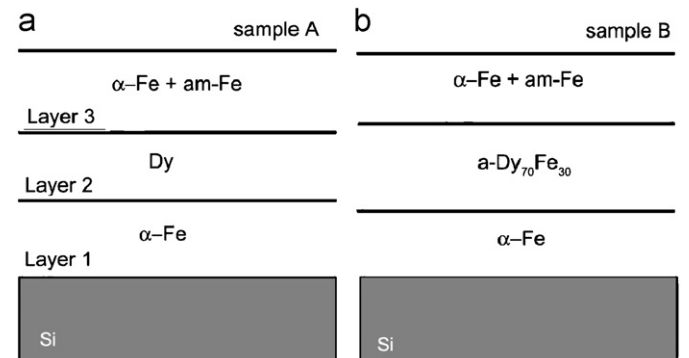 a
sample A
α–Fe + am-Fe
Layer 3
Dy
Layer 2
α–Fe
Layer 1
Si
b
sample B
α–Fe + am-Fe
a-Dy₇₀Fe₃₀
α–Fe
Si